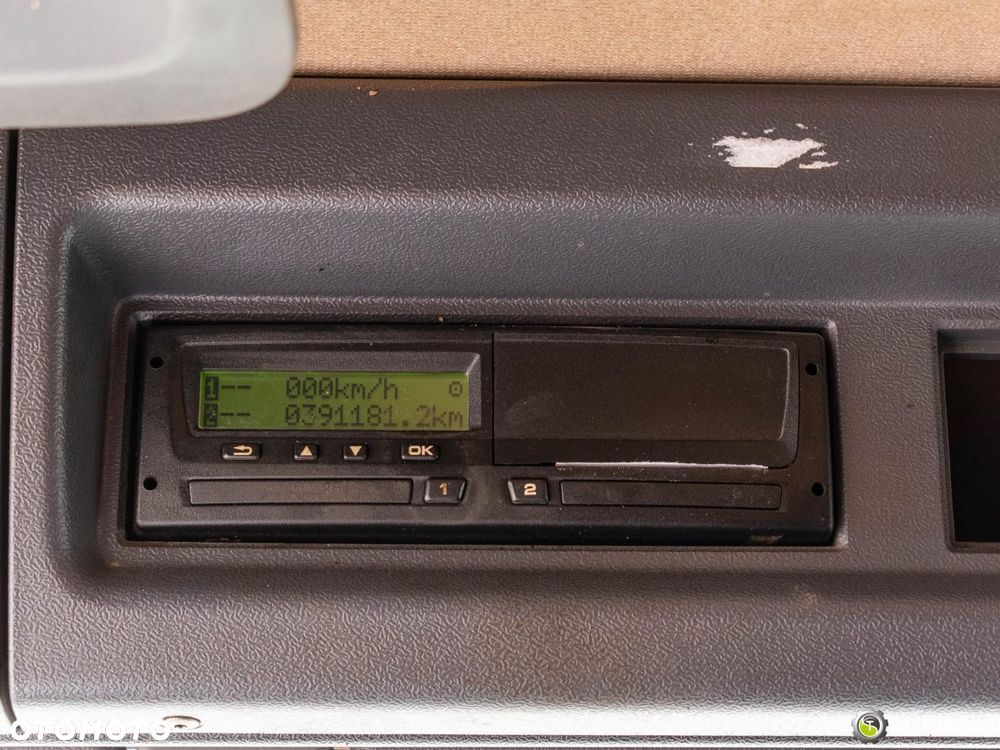 1 -- 000km/h
2 -- 0391181.2km
OK
1 2
OTOMOTO